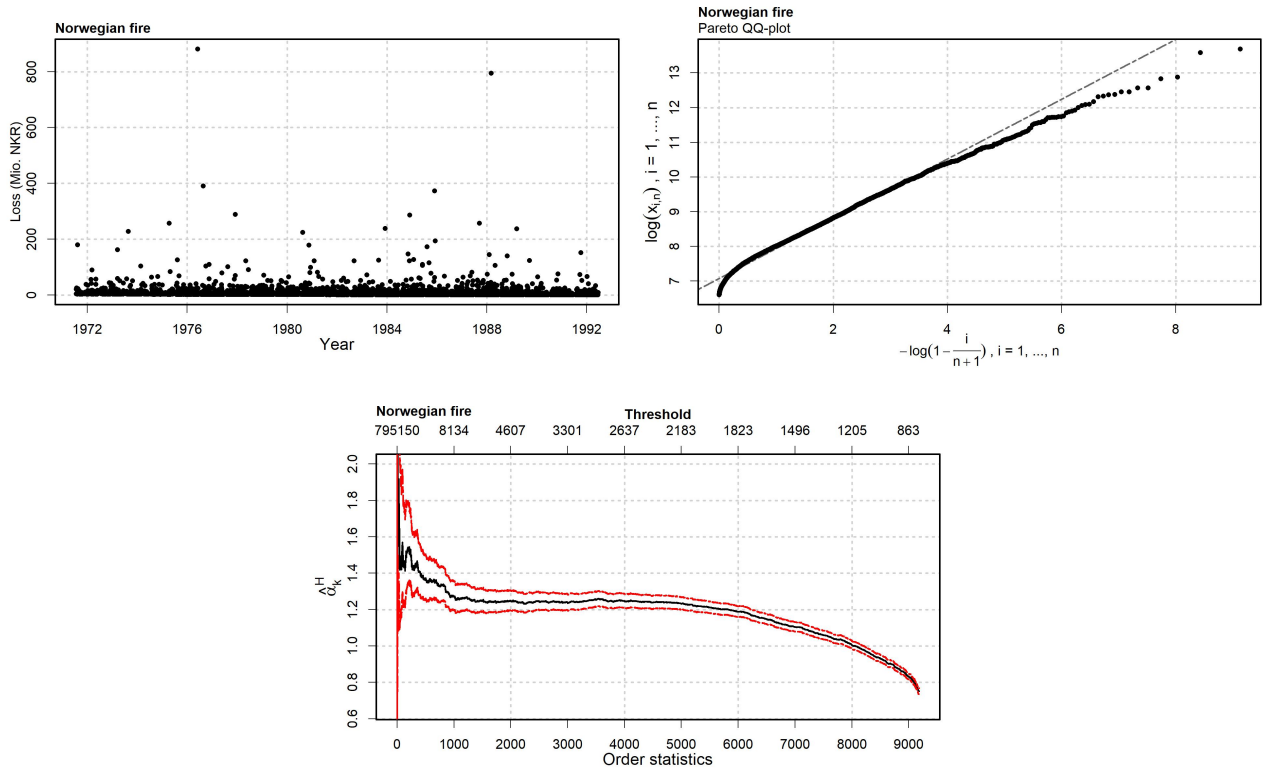 Norwegian fire
Loss (Mio. NKR)
800
600
400
200
0
1972 1976 1980 1984 1988 1992
Year
Norwegian fire
Pareto QQ-plot
log(x_{i,n}) , i = 1, ..., n
13
12
11
10
9
8
7
0 2 4 6 8
−log(1−\frac{i}{n+1}) , i = 1, ..., n
Norwegian fire Threshold
795150 8134 4607 3301 2637 2183 1823 1496 1205 863
α̂_k^H
2.0
1.8
1.6
1.4
1.2
1.0
0.8
0.6
0 1000 2000 3000 4000 5000 6000 7000 8000 9000
Order statistics